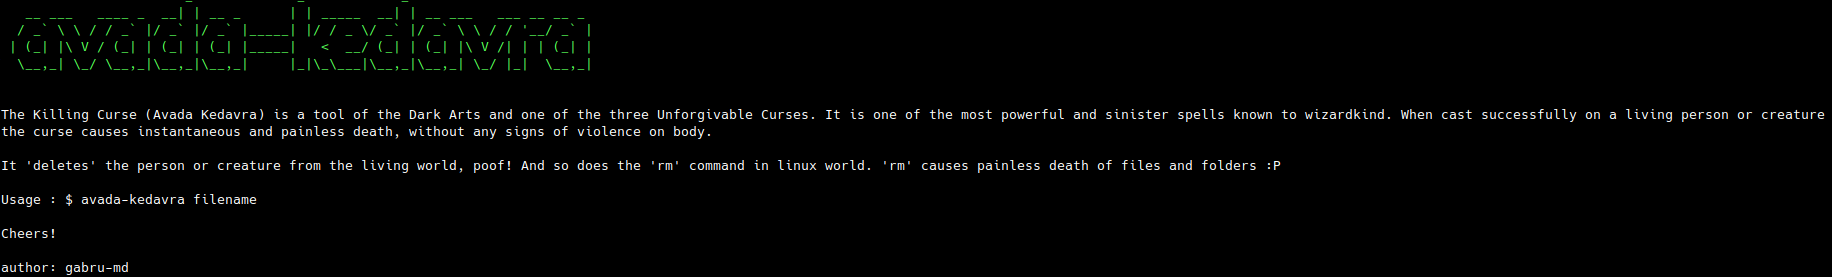 avada-kedavra
The Killing Curse (Avada Kedavra) is a tool of the Dark Arts and one of the three Unforgivable Curses. It is one of the most powerful and sinister spells known to wizardkind. When cast successfully on a living person or creature
the curse causes instantaneous and painless death, without any signs of violence on body.
It 'deletes' the person or creature from the living world, poof! And so does the 'rm' command in linux world. 'rm' causes painless death of files and folders :P
Usage : $ avada-kedavra filename
Cheers!
author: gabru-md